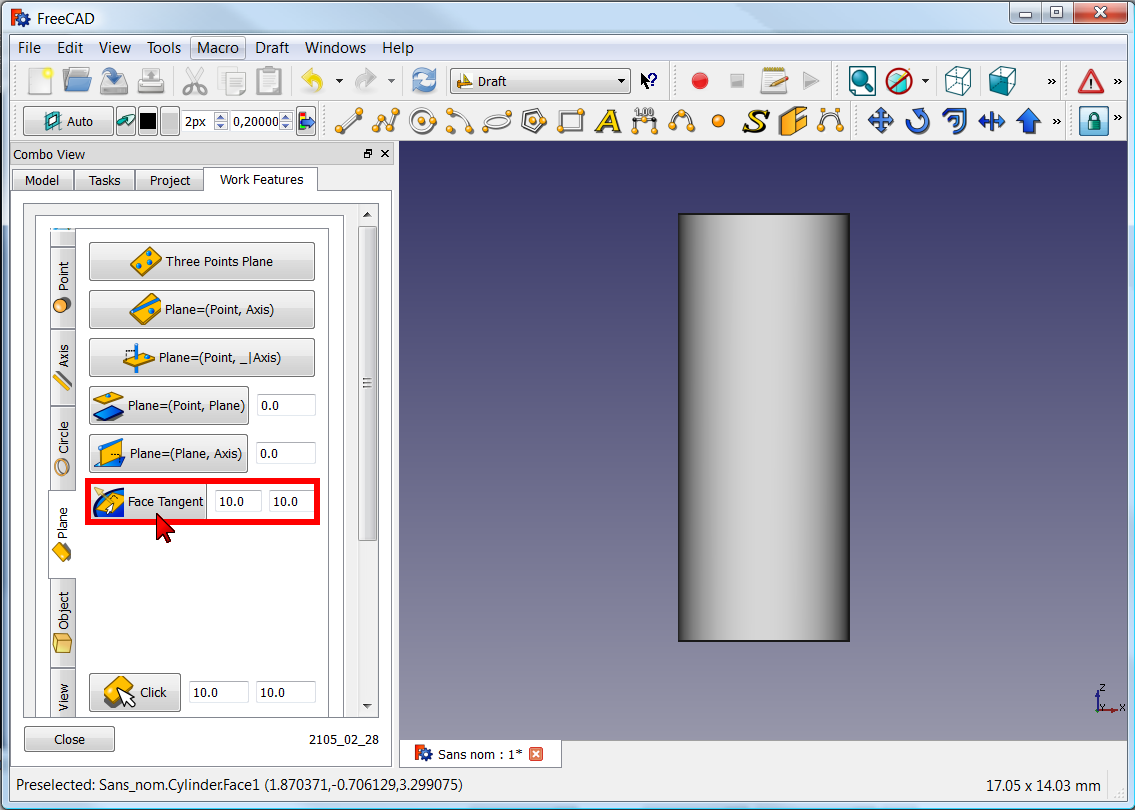 FreeCAD
File Edit View Tools Macro Draft Windows Help
Draft
Auto 2px 0,20000 A 1.00 S
Combo View
Model Tasks Project Work Features
Point
Axis
Circle
Plane
Object
View
Three Points Plane
Plane=(Point, Axis)
Plane=(Point, _|Axis)
Plane=(Point, Plane) 0.0
Plane=(Plane, Axis) 0.0
Face Tangent 10.0 10.0
Click 10.0 10.0
Close 2105_02_28
Z
Y X
Sans nom : 1*
Preselected: Sans_nom.Cylinder.Face1 (1.870371,-0.706129,3.299075) 17.05 x 14.03 mm